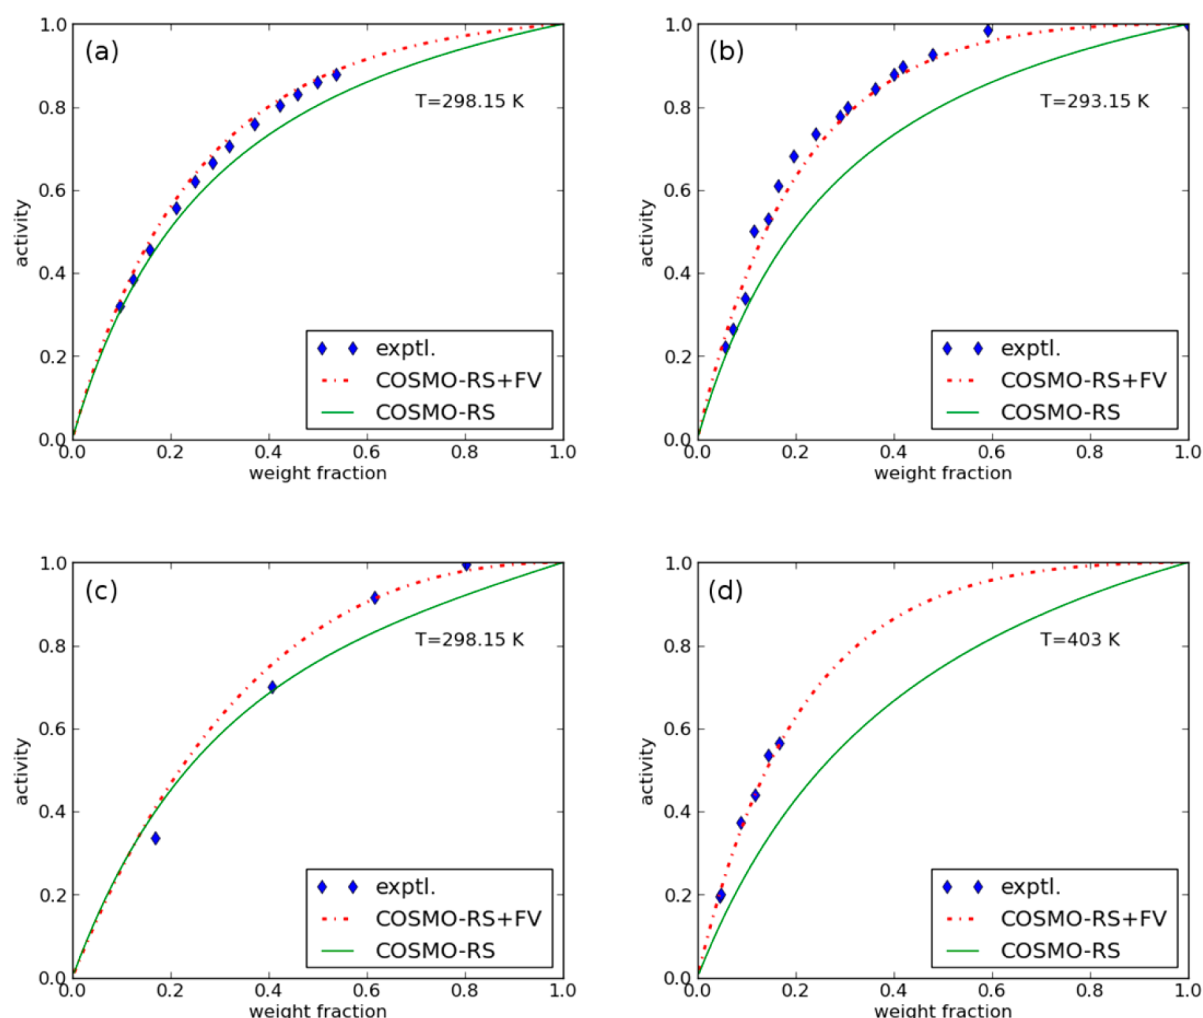 (a)
T=298.15 K
activity
1.0
0.8
0.6
0.4
0.2
0.0
exptl.
COSMO-RS+FV
COSMO-RS
0.0 0.2 0.4 0.6 0.8 1.0
weight fraction
(b)
T=293.15 K
activity
1.0
0.8
0.6
0.4
0.2
0.0
exptl.
COSMO-RS+FV
COSMO-RS
0.0 0.2 0.4 0.6 0.8 1.0
weight fraction
(c)
T=298.15 K
activity
1.0
0.8
0.6
0.4
0.2
0.0
exptl.
COSMO-RS+FV
COSMO-RS
0.0 0.2 0.4 0.6 0.8 1.0
weight fraction
(d)
T=403 K
activity
1.0
0.8
0.6
0.4
0.2
0.0
exptl.
COSMO-RS+FV
COSMO-RS
0.0 0.2 0.4 0.6 0.8 1.0
weight fraction